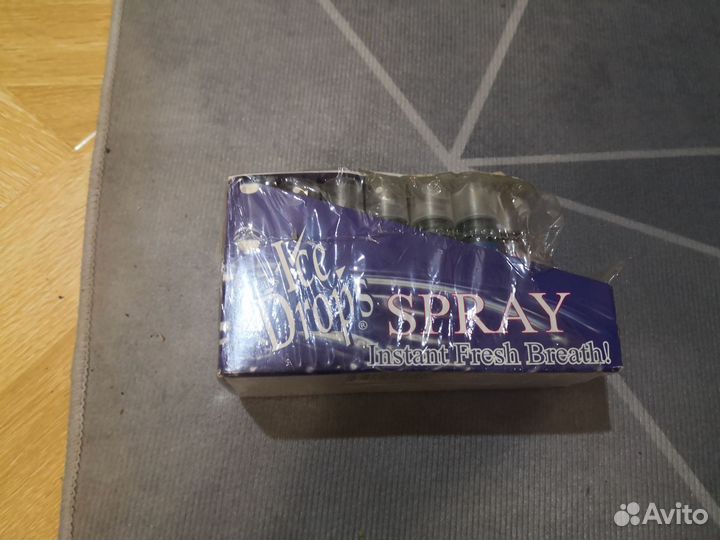 Ice
Drops®
SPRAY
Instant Fresh Breath!
Avito